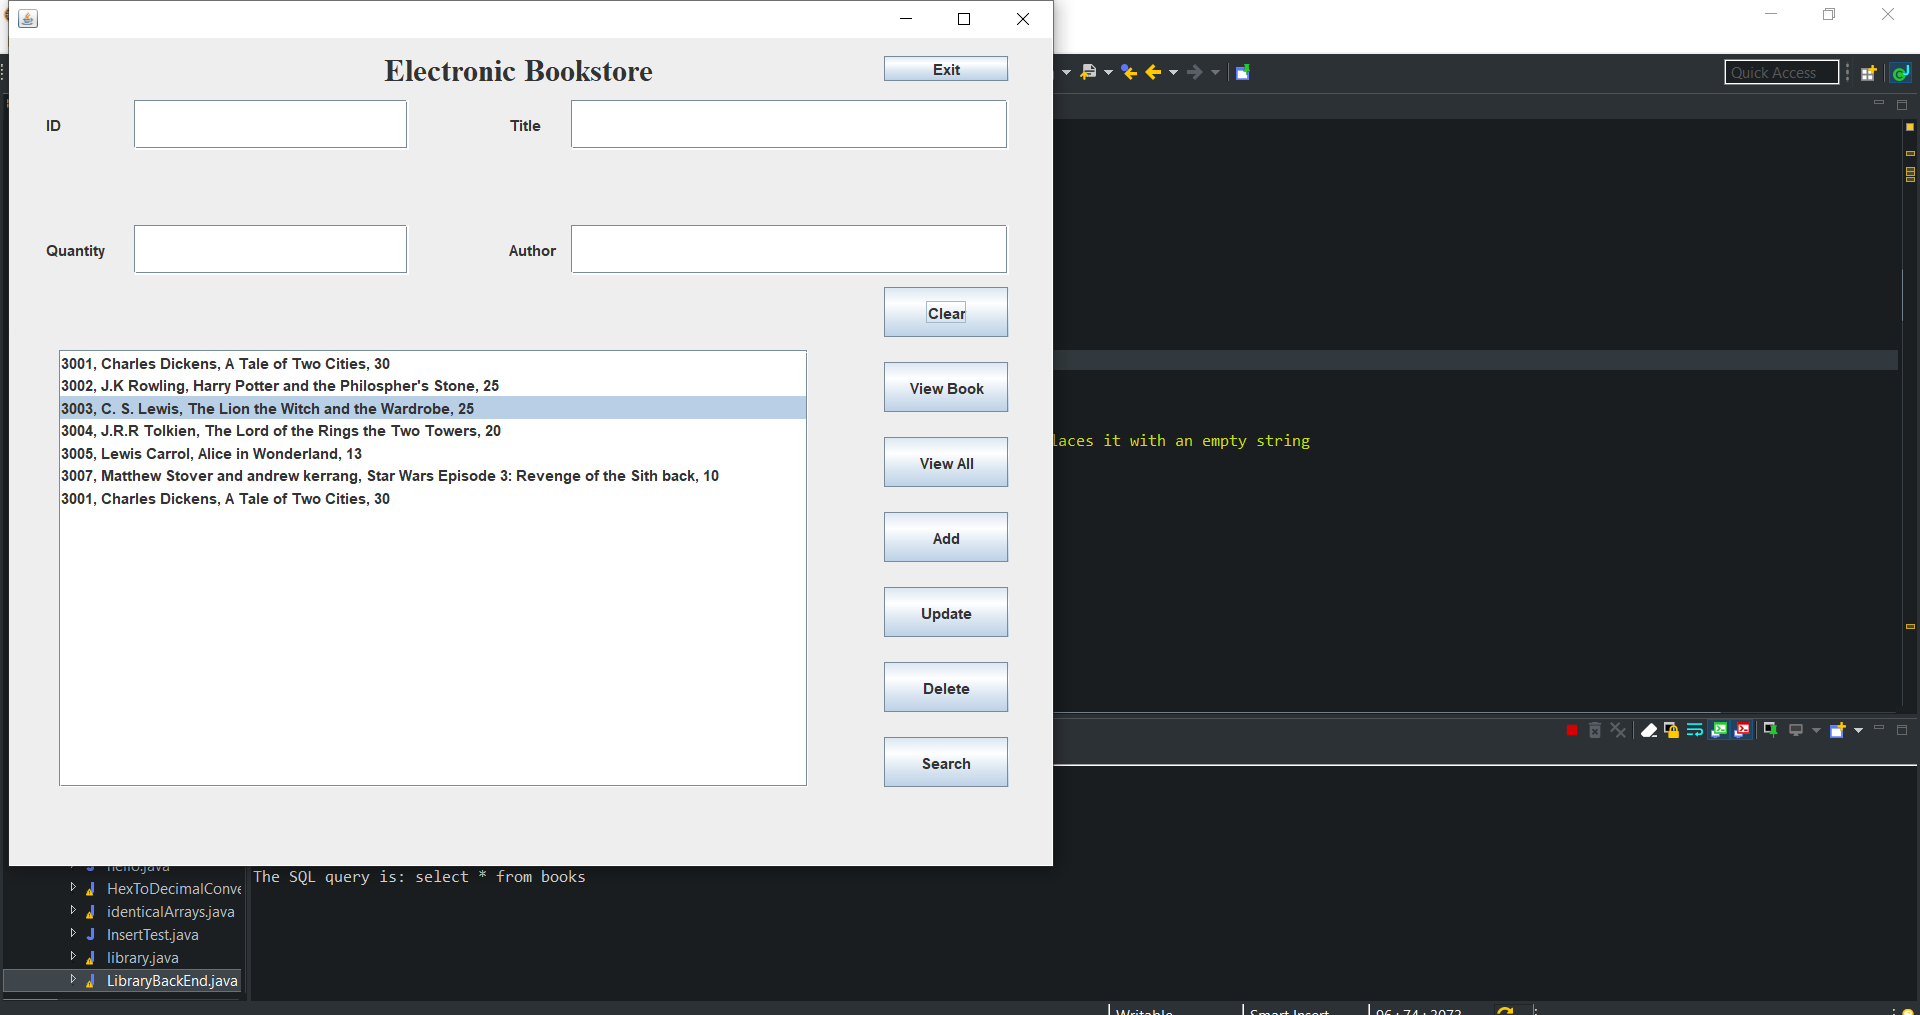 Electronic Bookstore
Exit
ID
Title
Quantity
Author
Clear
3001, Charles Dickens, A Tale of Two Cities, 30
3002, J.K Rowling, Harry Potter and the Philospher's Stone, 25
3003, C. S. Lewis, The Lion the Witch and the Wardrobe, 25
3004, J.R.R Tolkien, The Lord of the Rings the Two Towers, 20
3005, Lewis Carrol, Alice in Wonderland, 13
3007, Matthew Stover and andrew kerrang, Star Wars Episode 3: Revenge of the Sith back, 10
3001, Charles Dickens, A Tale of Two Cities, 30
View Book
View All
Add
Update
Delete
Search
Quick Access
laces it with an empty string
hello.java
HexToDecimalConve
identicalArrays.java
InsertTest.java
library.java
LibraryBackEnd.java
The SQL query is: select * from books
Writable
Smart Insert
96 : 74 : 2973